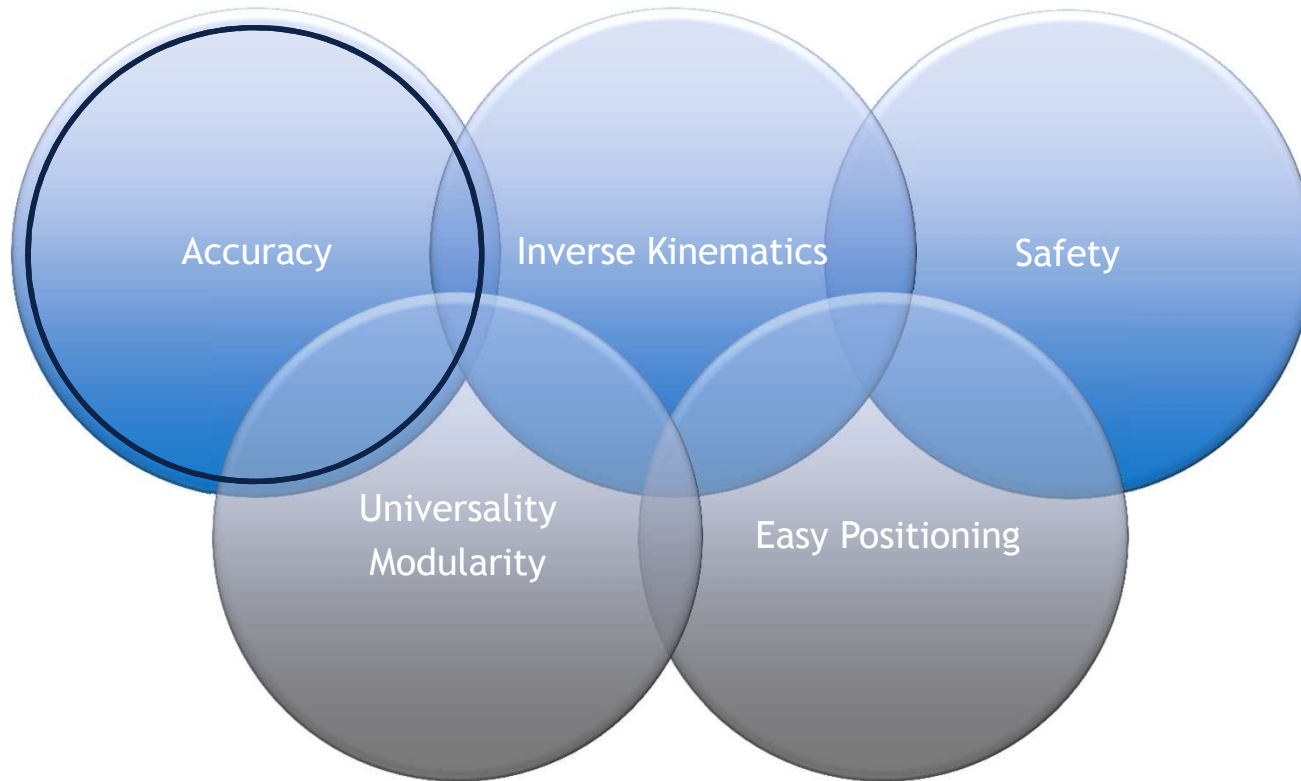 Accuracy
Inverse Kinematics
Safety
Universality
Modularity
Easy Positioning